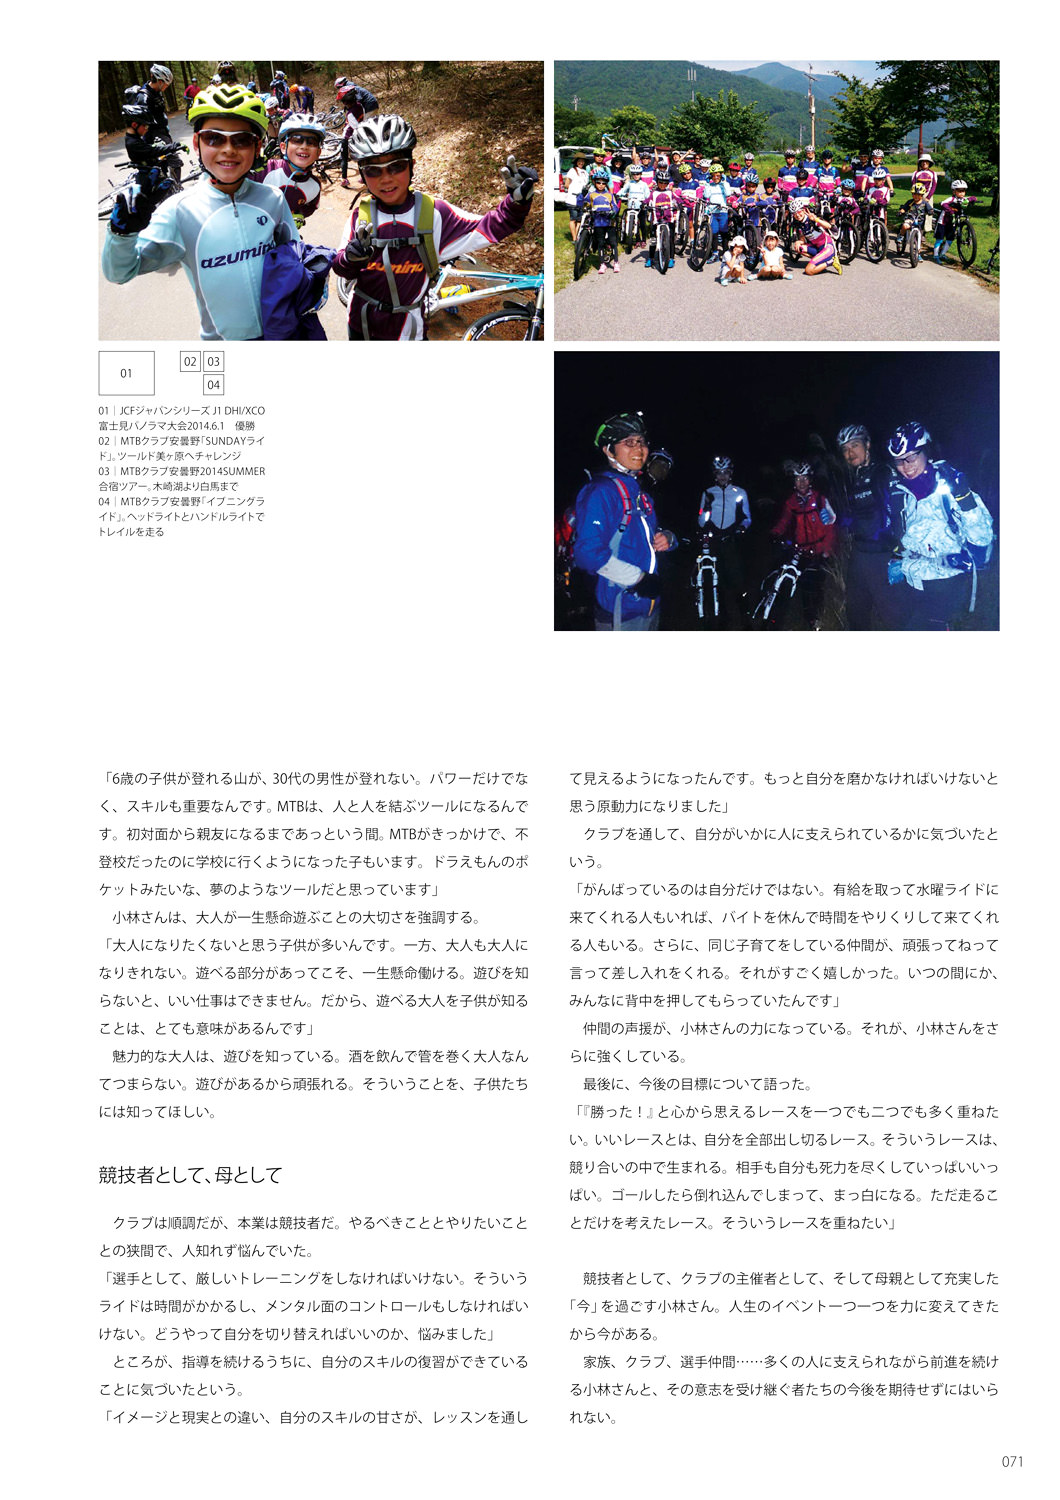 azumino
azumino
01
02
03
04
01｜JCFジャパンシリーズ J1 DHI/XCO
富士見パノラマ大会2014.6.1　優勝
02｜MTBクラブ安曇野「SUNDAYライ
ド」。ツールド美ヶ原へチャレンジ
03｜MTBクラブ安曇野2014SUMMER
合宿ツアー。木崎湖より白馬まで
04｜MTBクラブ安曇野「イブニングラ
イド」。ヘッドライトとハンドルライトで
トレイルを走る
「6歳の子供が登れる山が、30代の男性が登れない。パワーだけでな
く、スキルも重要なんです。MTBは、人と人を結ぶツールになるんで
す。初対面から親友になるまであっという間。MTBがきっかけで、不
登校だったのに学校に行くようになった子もいます。ドラえもんのポ
ケットみたいな、夢のようなツールだと思っています」
　小林さんは、大人が一生懸命遊ぶことの大切さを強調する。
「大人になりたくないと思う子供が多いんです。一方、大人も大人に
なりきれない。遊べる部分があってこそ、一生懸命働ける。遊びを知
らないと、いい仕事はできません。だから、遊べる大人を子供が知る
ことは、とても意味があるんです」
　魅力的な大人は、遊びを知っている。酒を飲んで管を巻く大人なん
てつまらない。遊びがあるから頑張れる。そういうことを、子供たち
には知ってほしい。
競技者として、母として
　クラブは順調だが、本業は競技者だ。やるべきこととやりたいこと
との狭間で、人知れず悩んでいた。
「選手として、厳しいトレーニングをしなければいけない。そういう
ライドは時間がかかるし、メンタル面のコントロールもしなければい
けない。どうやって自分を切り替えればいいのか、悩みました」
　ところが、指導を続けるうちに、自分のスキルの復習ができている
ことに気づいたという。
「イメージと現実との違い、自分のスキルの甘さが、レッスンを通し
て見えるようになったんです。もっと自分を磨かなければいけないと
思う原動力になりました」
　クラブを通して、自分がいかに人に支えられているかに気づいたと
いう。
「がんばっているのは自分だけではない。有給を取って水曜ライドに
来てくれる人もいれば、バイトを休んで時間をやりくりして来てくれ
る人もいる。さらに、同じ子育てをしている仲間が、頑張ってねって
言って差し入れをくれる。それがすごく嬉しかった。いつの間にか、
みんなに背中を押してもらっていたんです」
　仲間の声援が、小林さんの力になっている。それが、小林さんをさ
らに強くしている。
　最後に、今後の目標について語った。
「『勝った！』と心から思えるレースを一つでも二つでも多く重ねた
い。いいレースとは、自分を全部出し切るレース。そういうレースは、
競り合いの中で生まれる。相手も自分も死力を尽くしていっぱいいっ
ぱい。ゴールしたら倒れ込んでしまって、まっ白になる。ただ走るこ
とだけを考えたレース。そういうレースを重ねたい」
　競技者として、クラブの主催者として、そして母親として充実した
「今」を過ごす小林さん。人生のイベント一つ一つを力に変えてきた
から今がある。
　家族、クラブ、選手仲間……多くの人に支えられながら前進を続け
る小林さんと、その意志を受け継ぐ者たちの今後を期待せずにはいら
れない。
071